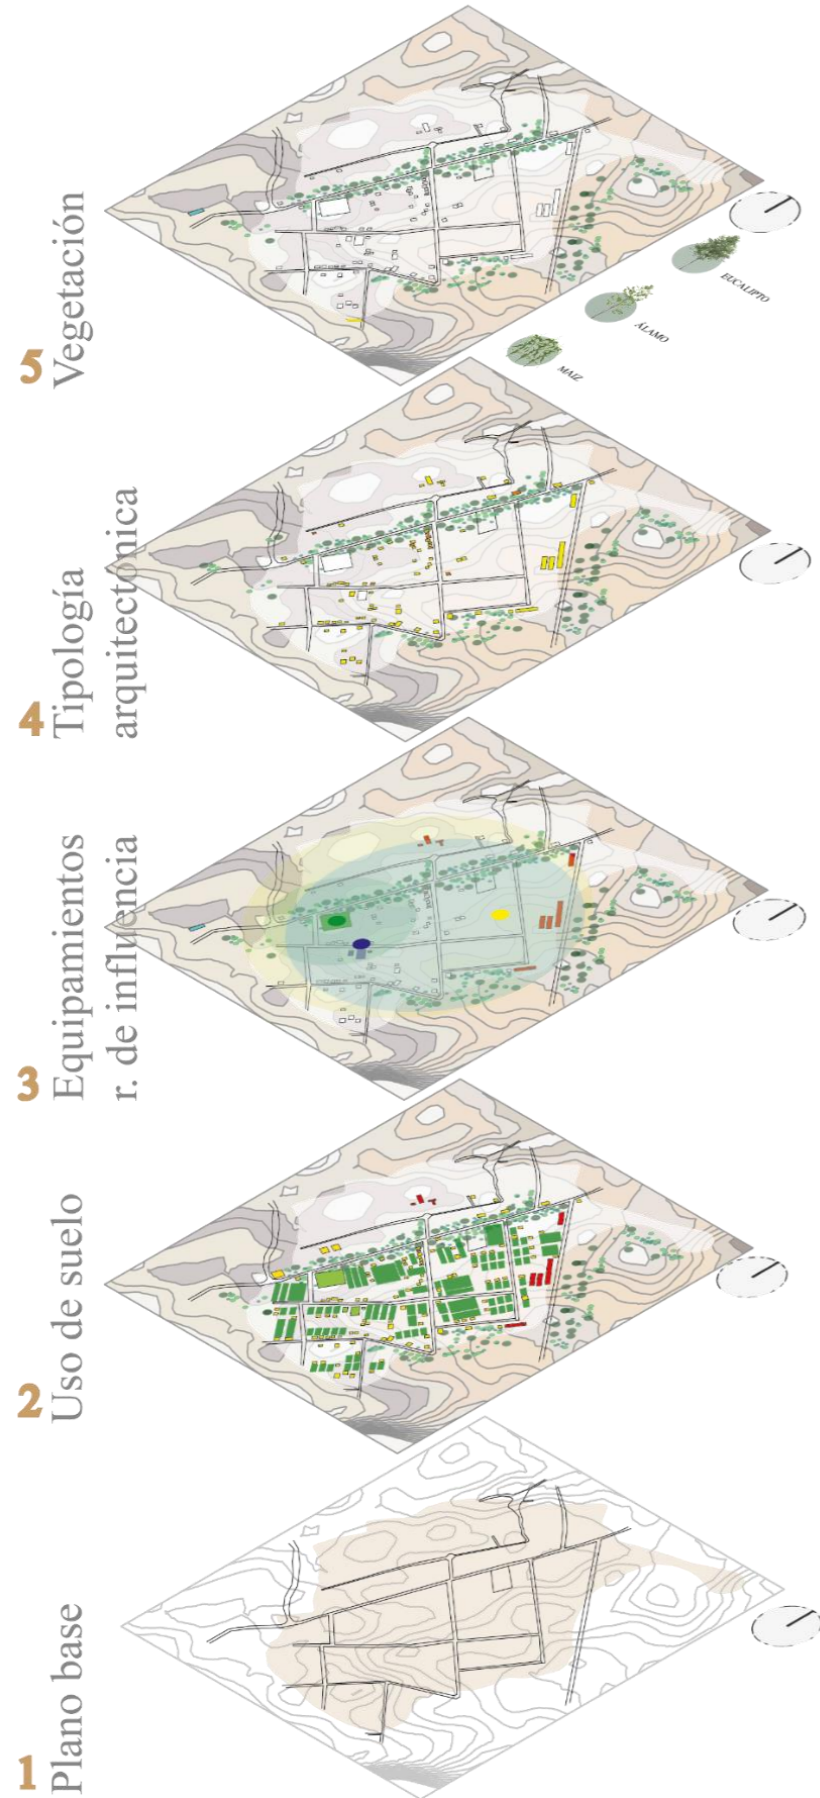 5
Vegetación
EUCALIPTO
ÁLAMO
MAIZ
4
Tipología
arquitectónica
3
Equipamientos
r. de influencia
2
Uso de suelo
1
Plano base